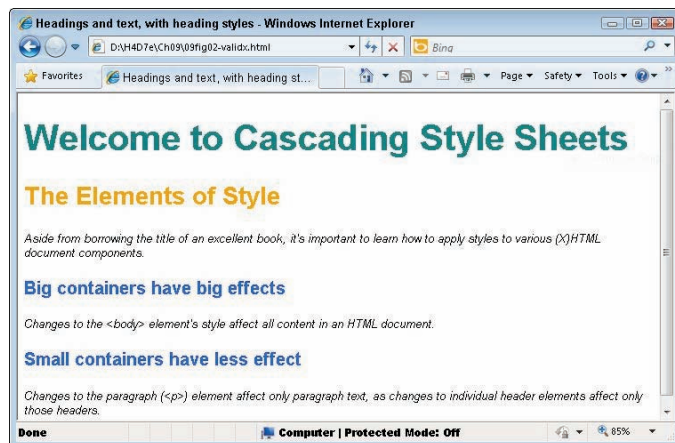 Headings and text, with heading styles - Windows Internet Explorer
D:\H4D7e\Ch09\09fig02-validx.html
Bing
Favorites
Headings and text, with heading st...
Page
Safety
Tools
Welcome to Cascading Style Sheets
The Elements of Style
Aside from borrowing the title of an excellent book, it's important to learn how to apply styles to various (X)HTML
document components.
Big containers have big effects
Changes to the <body> element's style affect all content in an HTML document.
Small containers have less effect
Changes to the paragraph (<p>) element affect only paragraph text, as changes to individual header elements affect only
those headers.
Done
Computer | Protected Mode: Off
85%